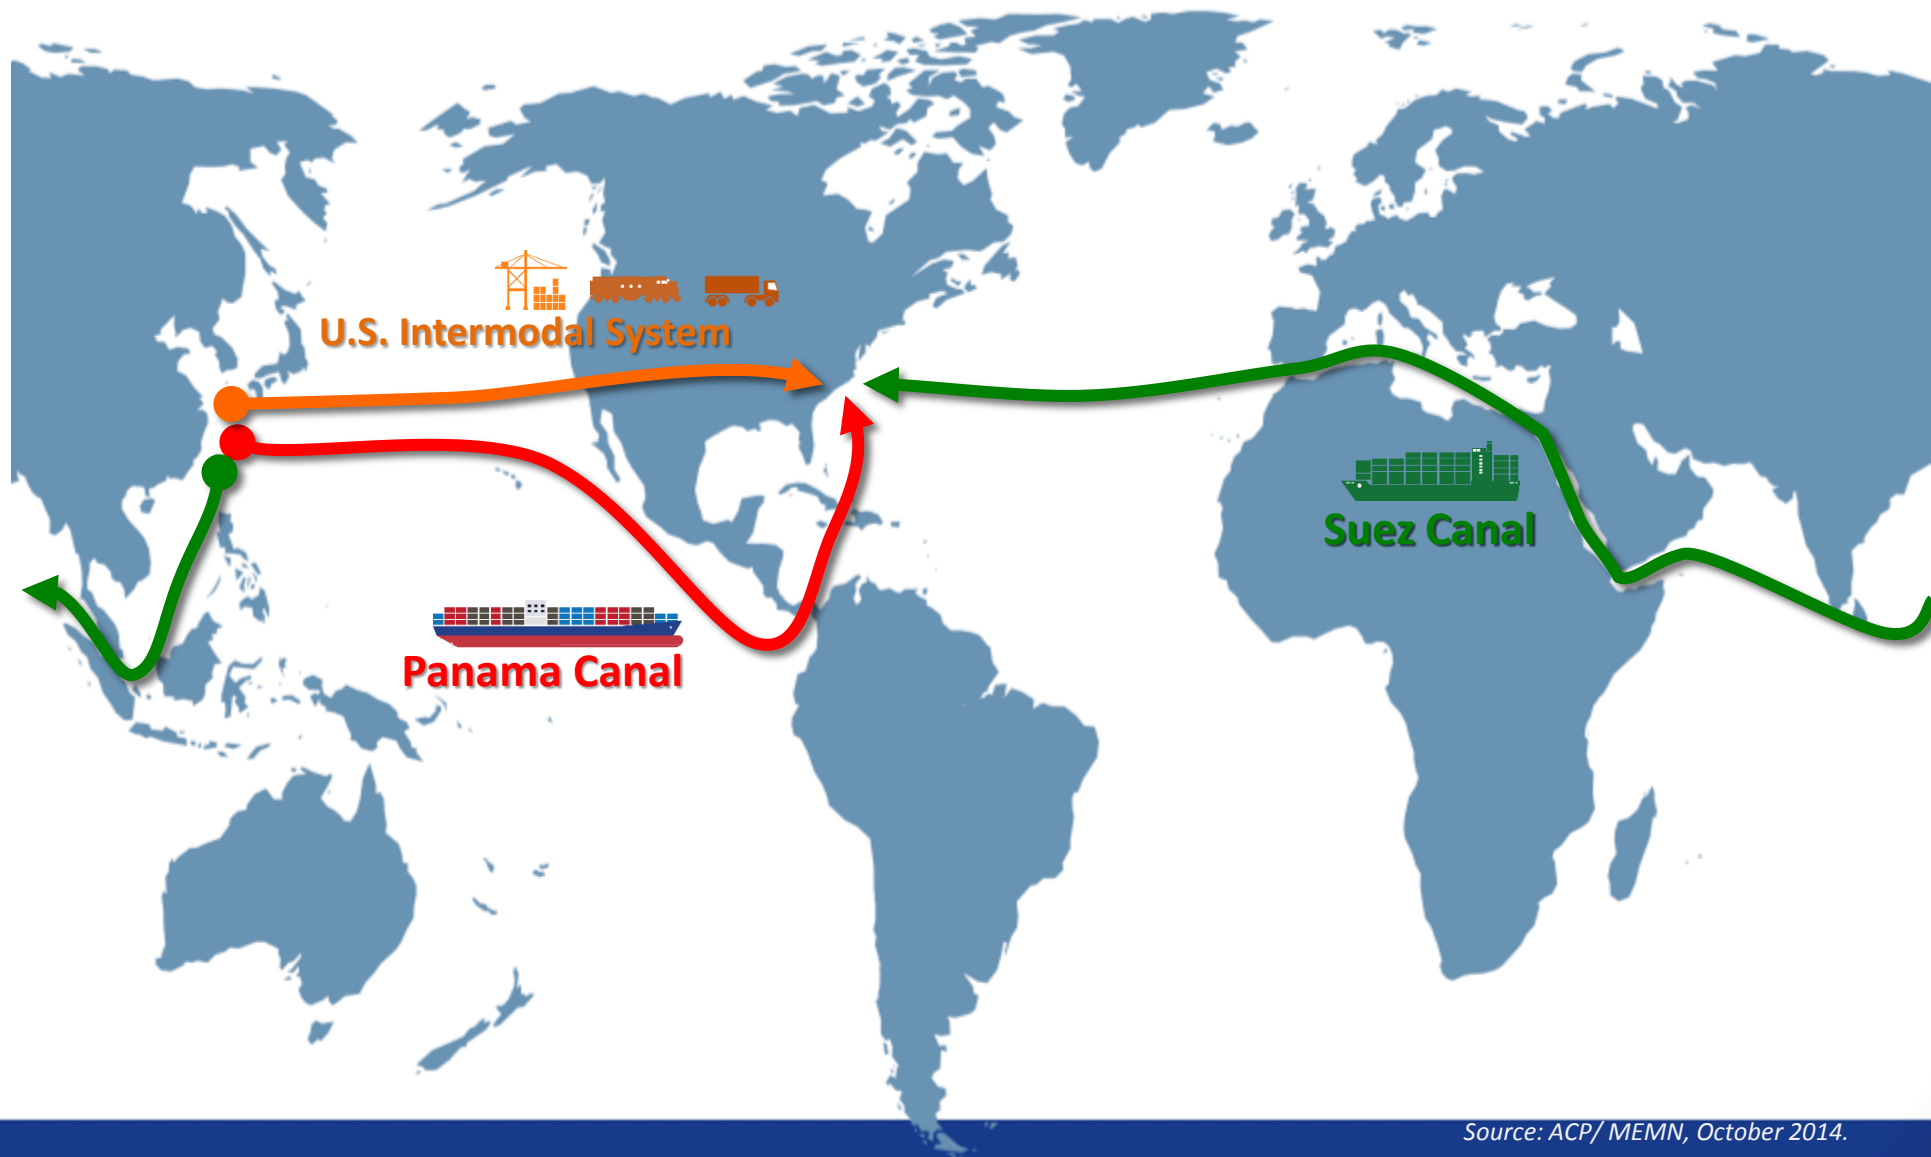 U.S. Intermodal System
Suez Canal
Panama Canal
Source: ACP/ MEMN, October 2014.